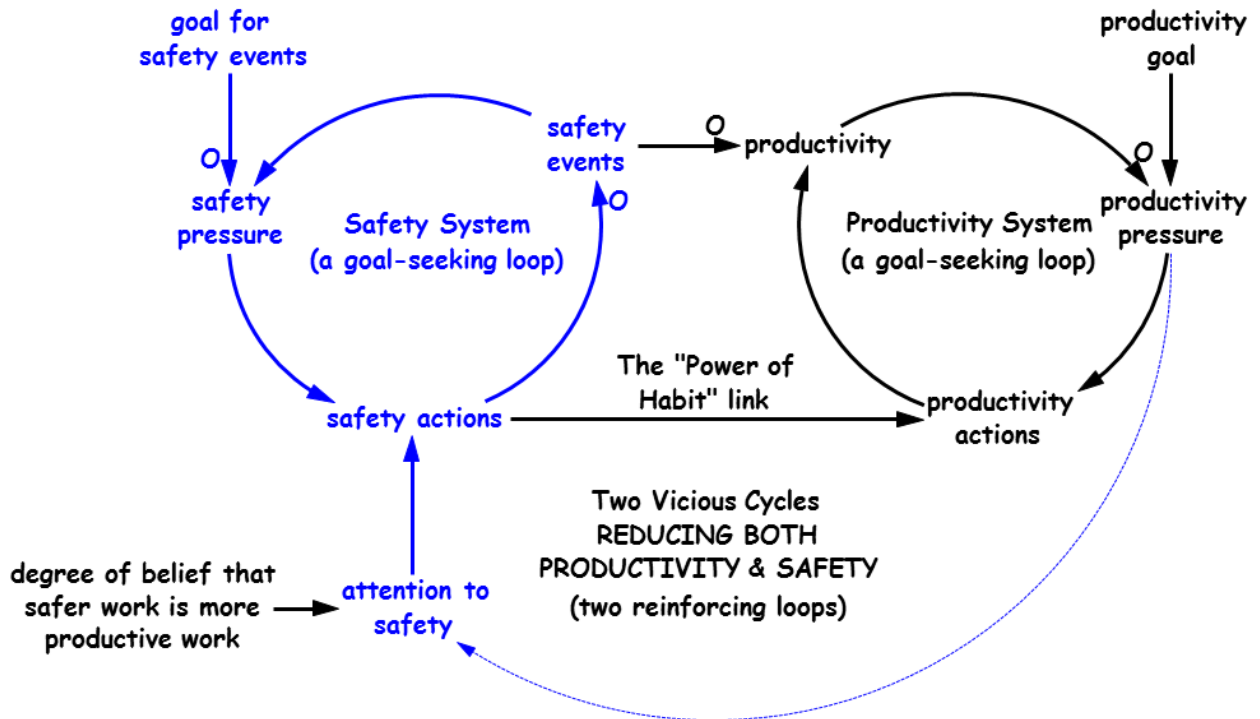 goal for
safety events
productivity
goal
O
safety
events
O
productivity
O
safety
pressure
O
Safety System
(a goal-seeking loop)
Productivity System
(a goal-seeking loop)
productivity
pressure
The "Power of
Habit" link
safety actions
productivity
actions
Two Vicious Cycles
REDUCING BOTH
PRODUCTIVITY & SAFETY
(two reinforcing loops)
degree of belief that
safer work is more
productive work
attention to
safety